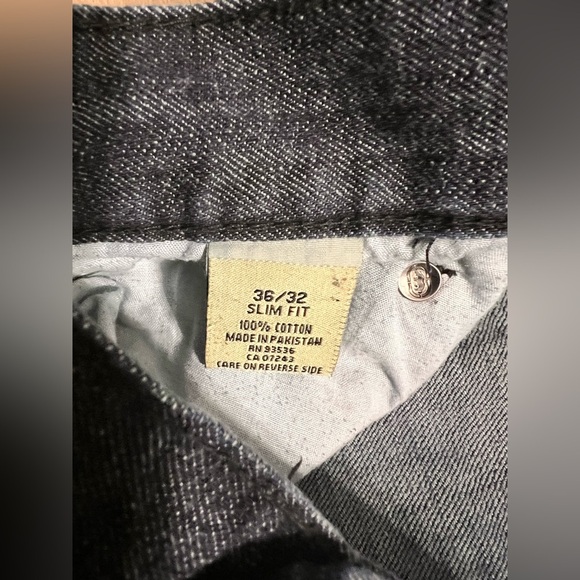 36/32
SLIM FIT
100% COTTON
MADE IN PAKISTAN
RN 93536
CA 07243
CARE ON REVERSE SIDE